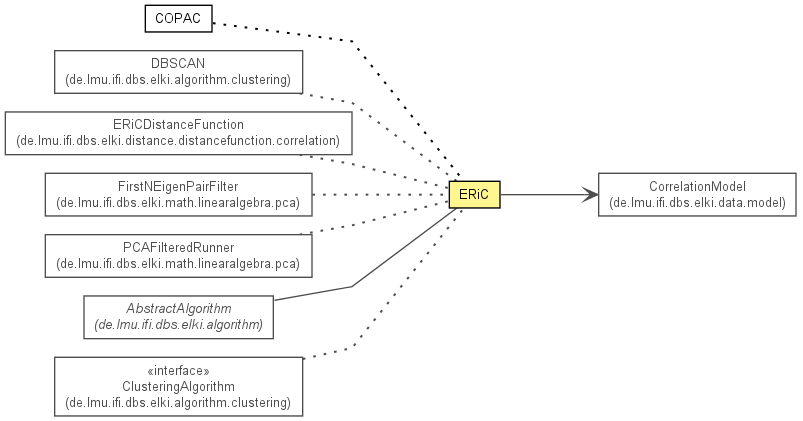 COPAC
DBSCAN
(de.lmu.ifi.dbs.elki.algorithm.clustering)
ERiCDistanceFunction
(de.lmu.ifi.dbs.elki.distance.distancefunction.correlation)
FirstNEigenPairFilter
(de.lmu.ifi.dbs.elki.math.linearalgebra.pca)
PCAFilteredRunner
(de.lmu.ifi.dbs.elki.math.linearalgebra.pca)
AbstractAlgorithm
(de.lmu.ifi.dbs.elki.algorithm)
«interface»
ClusteringAlgorithm
(de.lmu.ifi.dbs.elki.algorithm.clustering)
ERiC
CorrelationModel
(de.lmu.ifi.dbs.elki.data.model)